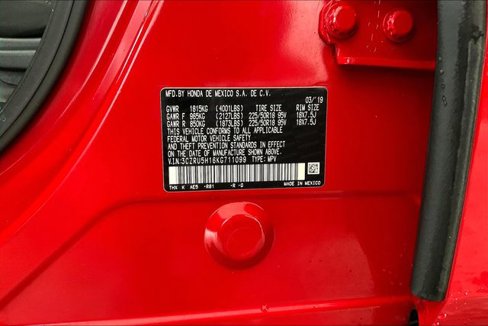 MFD.BY HONDA DE MEXICO S.A. DE C.V.
03/19
GVWR 1815KG (4001LBS) TIRE SIZE RIM SIZE
GAWR F 965KG (2127LBS) 225/50R18 95V 18X7.5J
GAWR R 850KG (1873LBS) 225/50R18 95V 18X7.5J
THIS VEHICLE CONFORMS TO ALL APPLICABLE
FEDERAL MOTOR VEHICLE SAFETY
AND THEFT PREVENTION STANDARDS IN EFFECT ON THE
DATE OF MANUFACTURE SHOWN ABOVE.
V.I.N:3CZRU5H16KG711099 TYPE: MPV
THX K AE5 -R81 -R -D
MADE IN MEXICO
K